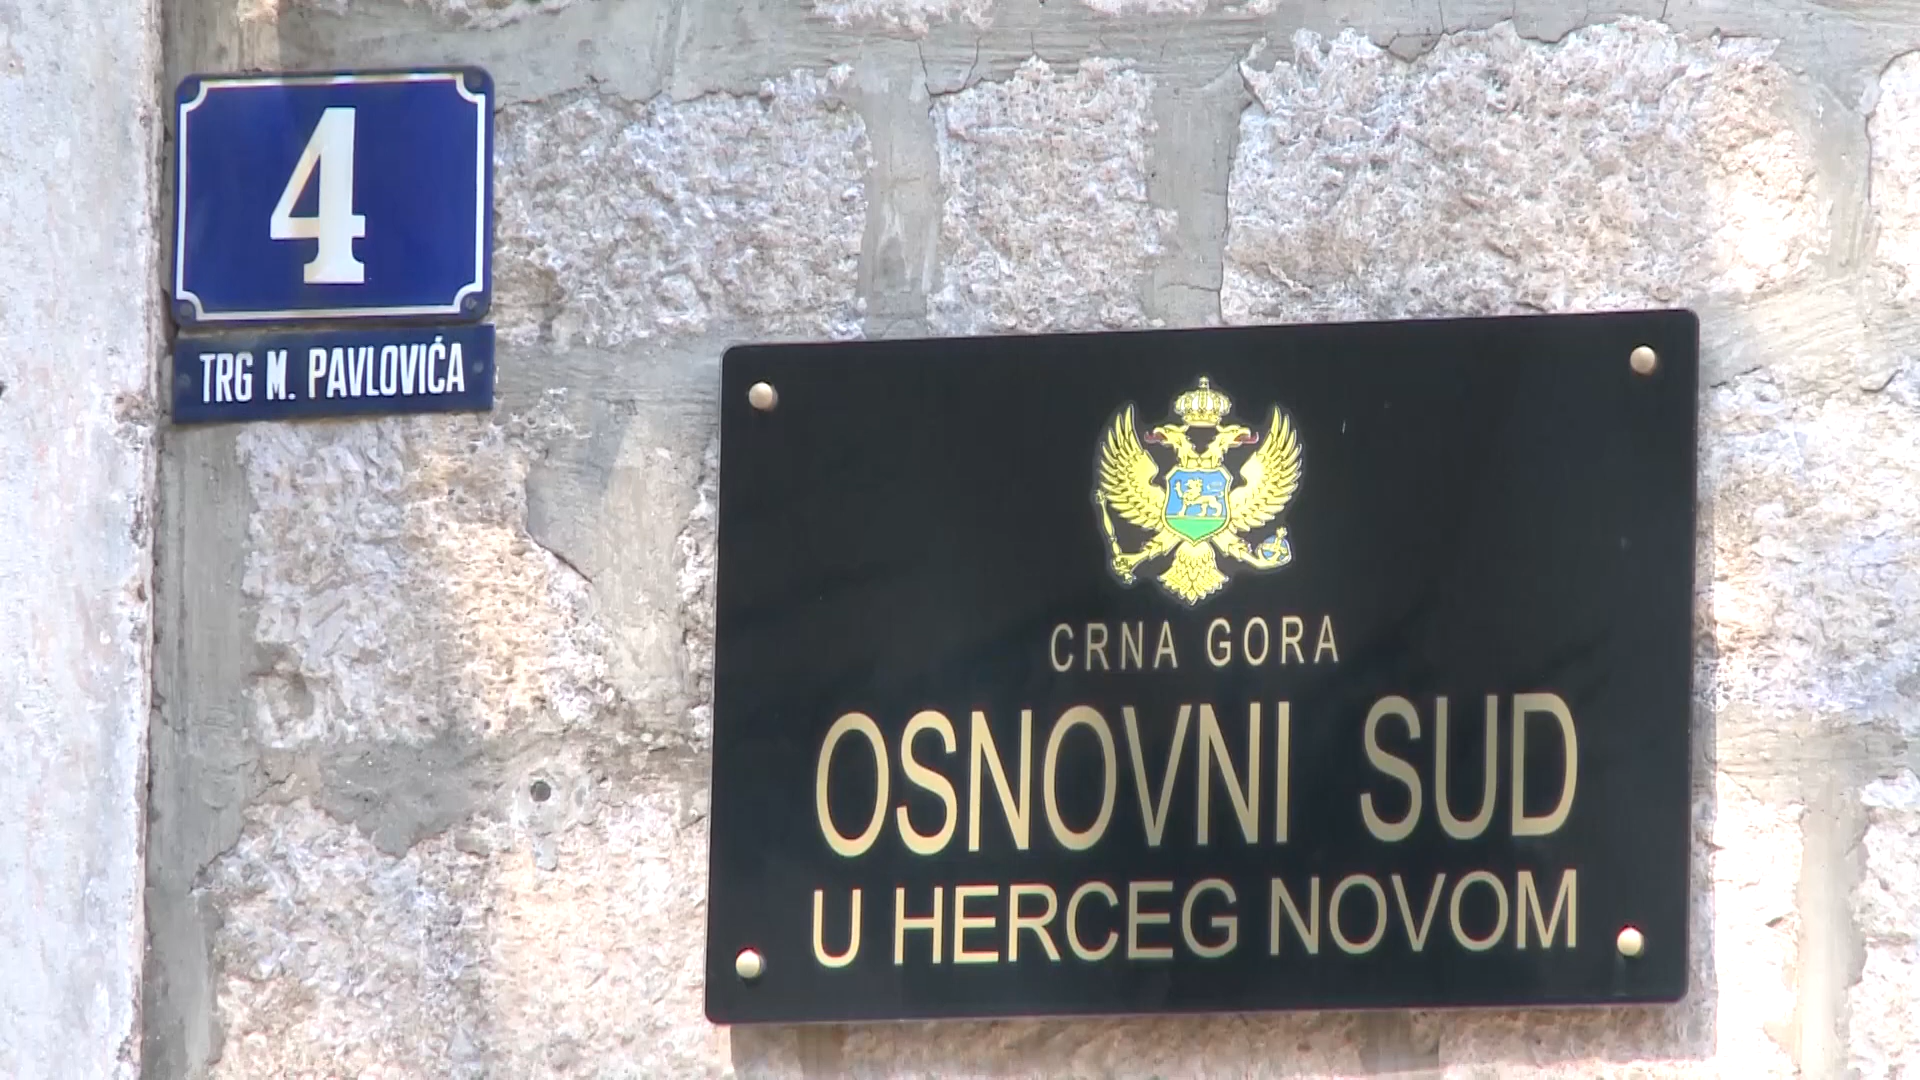 4
TRG M. PAVLOVIĆA
CRNA GORA
OSNOVNI SUD
U HERCEG NOVOM